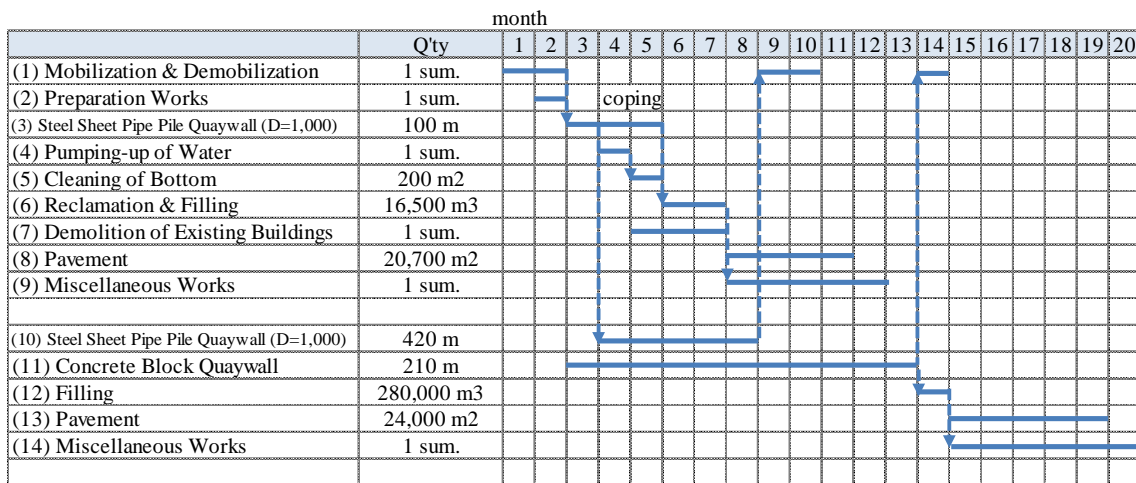 month
Q'ty 1 2 3 4 5 6 7 8 9 10 11 12 13 14 15 16 17 18 19 20
(1) Mobilization & Demobilization 1 sum.
(2) Preparation Works 1 sum. coping
(3) Steel Sheet Pipe Pile Quaywall (D=1,000) 100 m
(4) Pumping-up of Water 1 sum.
(5) Cleaning of Bottom 200 m2
(6) Reclamation & Filling 16,500 m3
(7) Demolition of Existing Buildings 1 sum.
(8) Pavement 20,700 m2
(9) Miscellaneous Works 1 sum.
(10) Steel Sheet Pipe Pile Quaywall (D=1,000) 420 m
(11) Concrete Block Quaywall 210 m
(12) Filling 280,000 m3
(13) Pavement 24,000 m2
(14) Miscellaneous Works 1 sum.